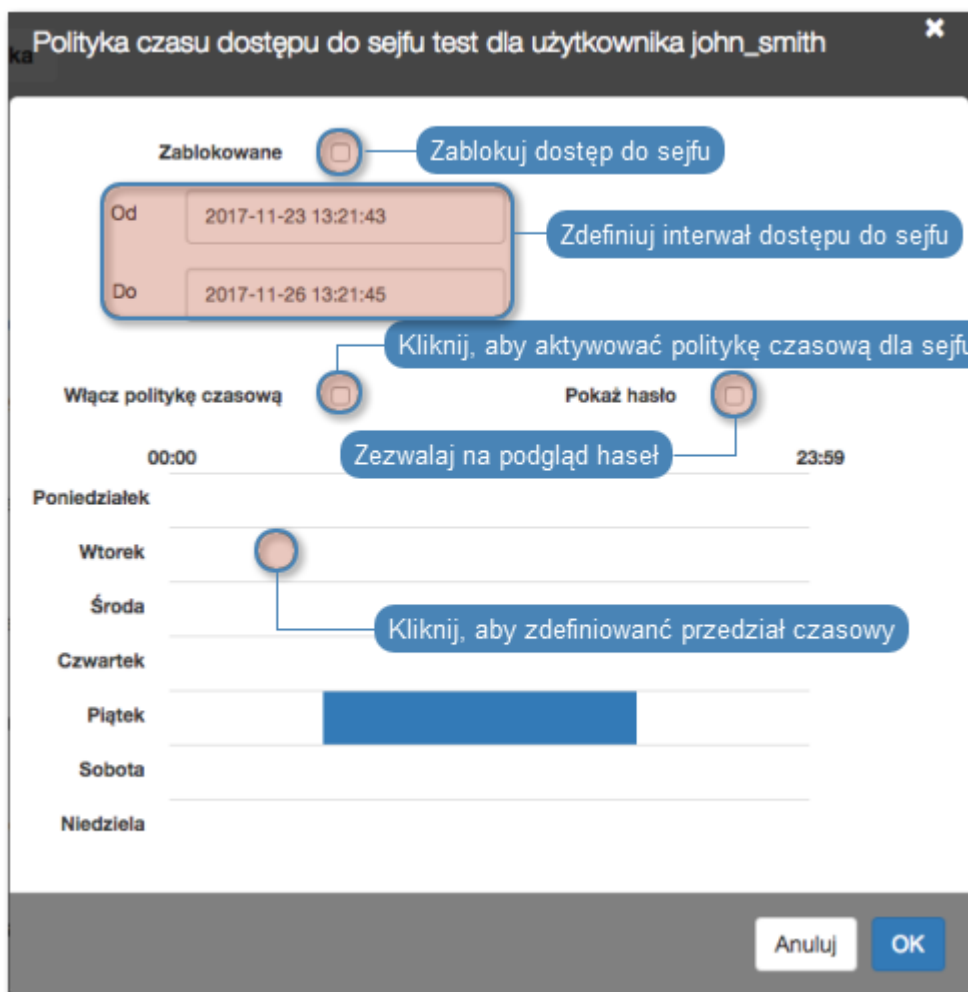 Polityka czasu dostępu do sejfu test dla użytkownika john_smith
ka
Zablokowane
Zablokuj dostęp do sejfu
Od
2017-11-23 13:21:43
Zdefiniuj interwał dostępu do sejfu
Do
2017-11-26 13:21:45
Kliknij, aby aktywować politykę czasową dla sejfu
Włącz politykę czasową
Pokaż hasło
00:00
Zezwalaj na podgląd haseł
23:59
Poniedziałek
Wtorek
Środa
Kliknij, aby zdefiniowanć przedział czasowy
Czwartek
Piątek
Sobota
Niedziela
Anuluj
OK